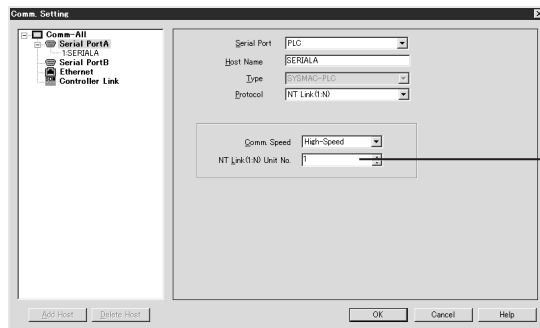 Comm. Setting
Comm-All
Serial PortA
1:SERIALA
Serial PortB
Ethernet
Controller Link
Serial Port PLC
Host Name SERIALA
Type SYSMAC-PLC
Protocol NT Link(1:N)
Comm. Speed High-Speed
NT Link(1:N) Unit No. 1
Add Host Delete Host OK Cancel Help